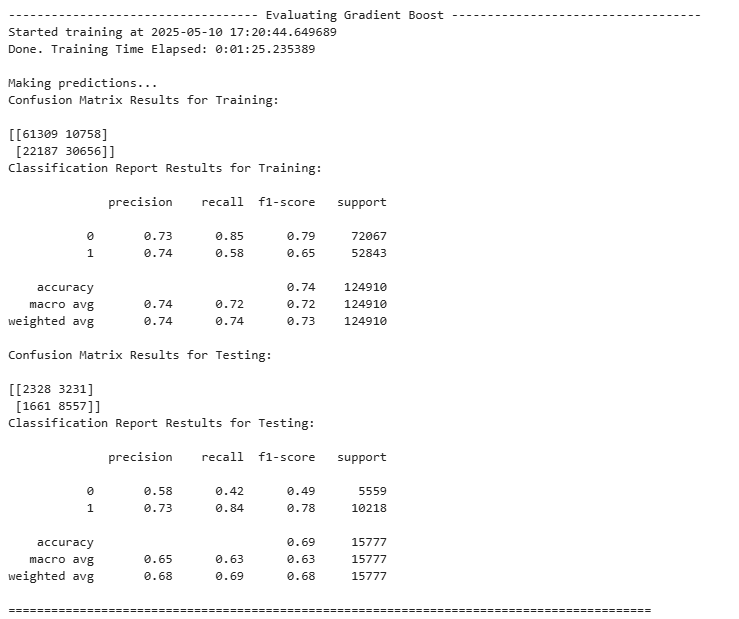 ----------------------------------- Evaluating Gradient Boost -----------------------------------
Started training at 2025-05-10 17:20:44.649689
Done. Training Time Elapsed: 0:01:25.235389

Making predictions...
Confusion Matrix Results for Training:

[[61309 10758]
 [22187 30656]]
Classification Report Restults for Training:

              precision    recall  f1-score   support

           0       0.73      0.85      0.79     72067
           1       0.74      0.58      0.65     52843

    accuracy                           0.74    124910
   macro avg       0.74      0.72      0.72    124910
weighted avg       0.74      0.74      0.73    124910

Confusion Matrix Results for Testing:

[[2328 3231]
 [1661 8557]]
Classification Report Restults for Testing:

              precision    recall  f1-score   support

           0       0.58      0.42      0.49      5559
           1       0.73      0.84      0.78     10218

    accuracy                           0.69     15777
   macro avg       0.65      0.63      0.63     15777
weighted avg       0.68      0.69      0.68     15777

==========================================================================================